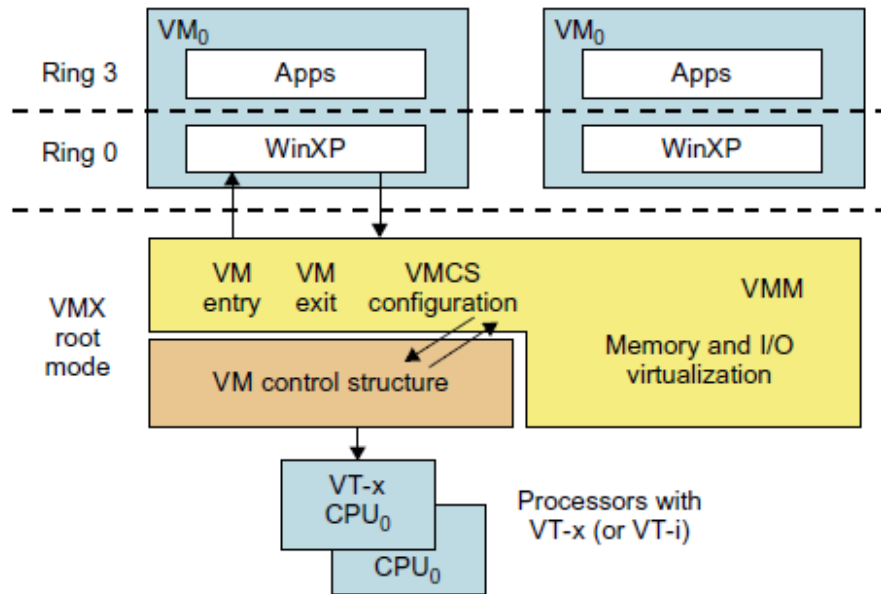 VM0
VM0
Ring 3
Apps
Apps
Ring 0
WinXP
WinXP
VMX
root
mode
VM
entry
VM
exit
VMCS
configuration
VMM
Memory and I/O
virtualization
VM control structure
VT-x
CPU0
CPU0
Processors with
VT-x (or VT-i)